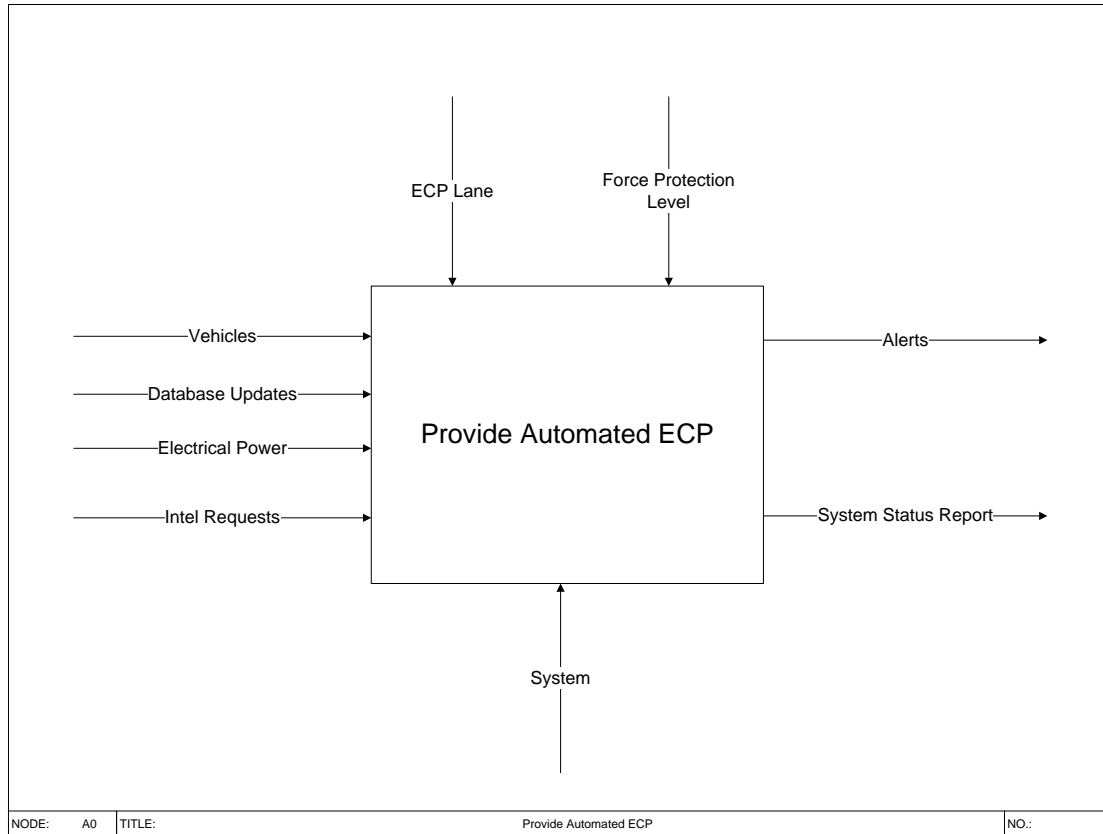 ECP Lane
Force Protection
Level
Vehicles
Database Updates
Electrical Power
Intel Requests
Provide Automated ECP
Alerts
System Status Report
System
NODE: A0 TITLE: Provide Automated ECP NO.: